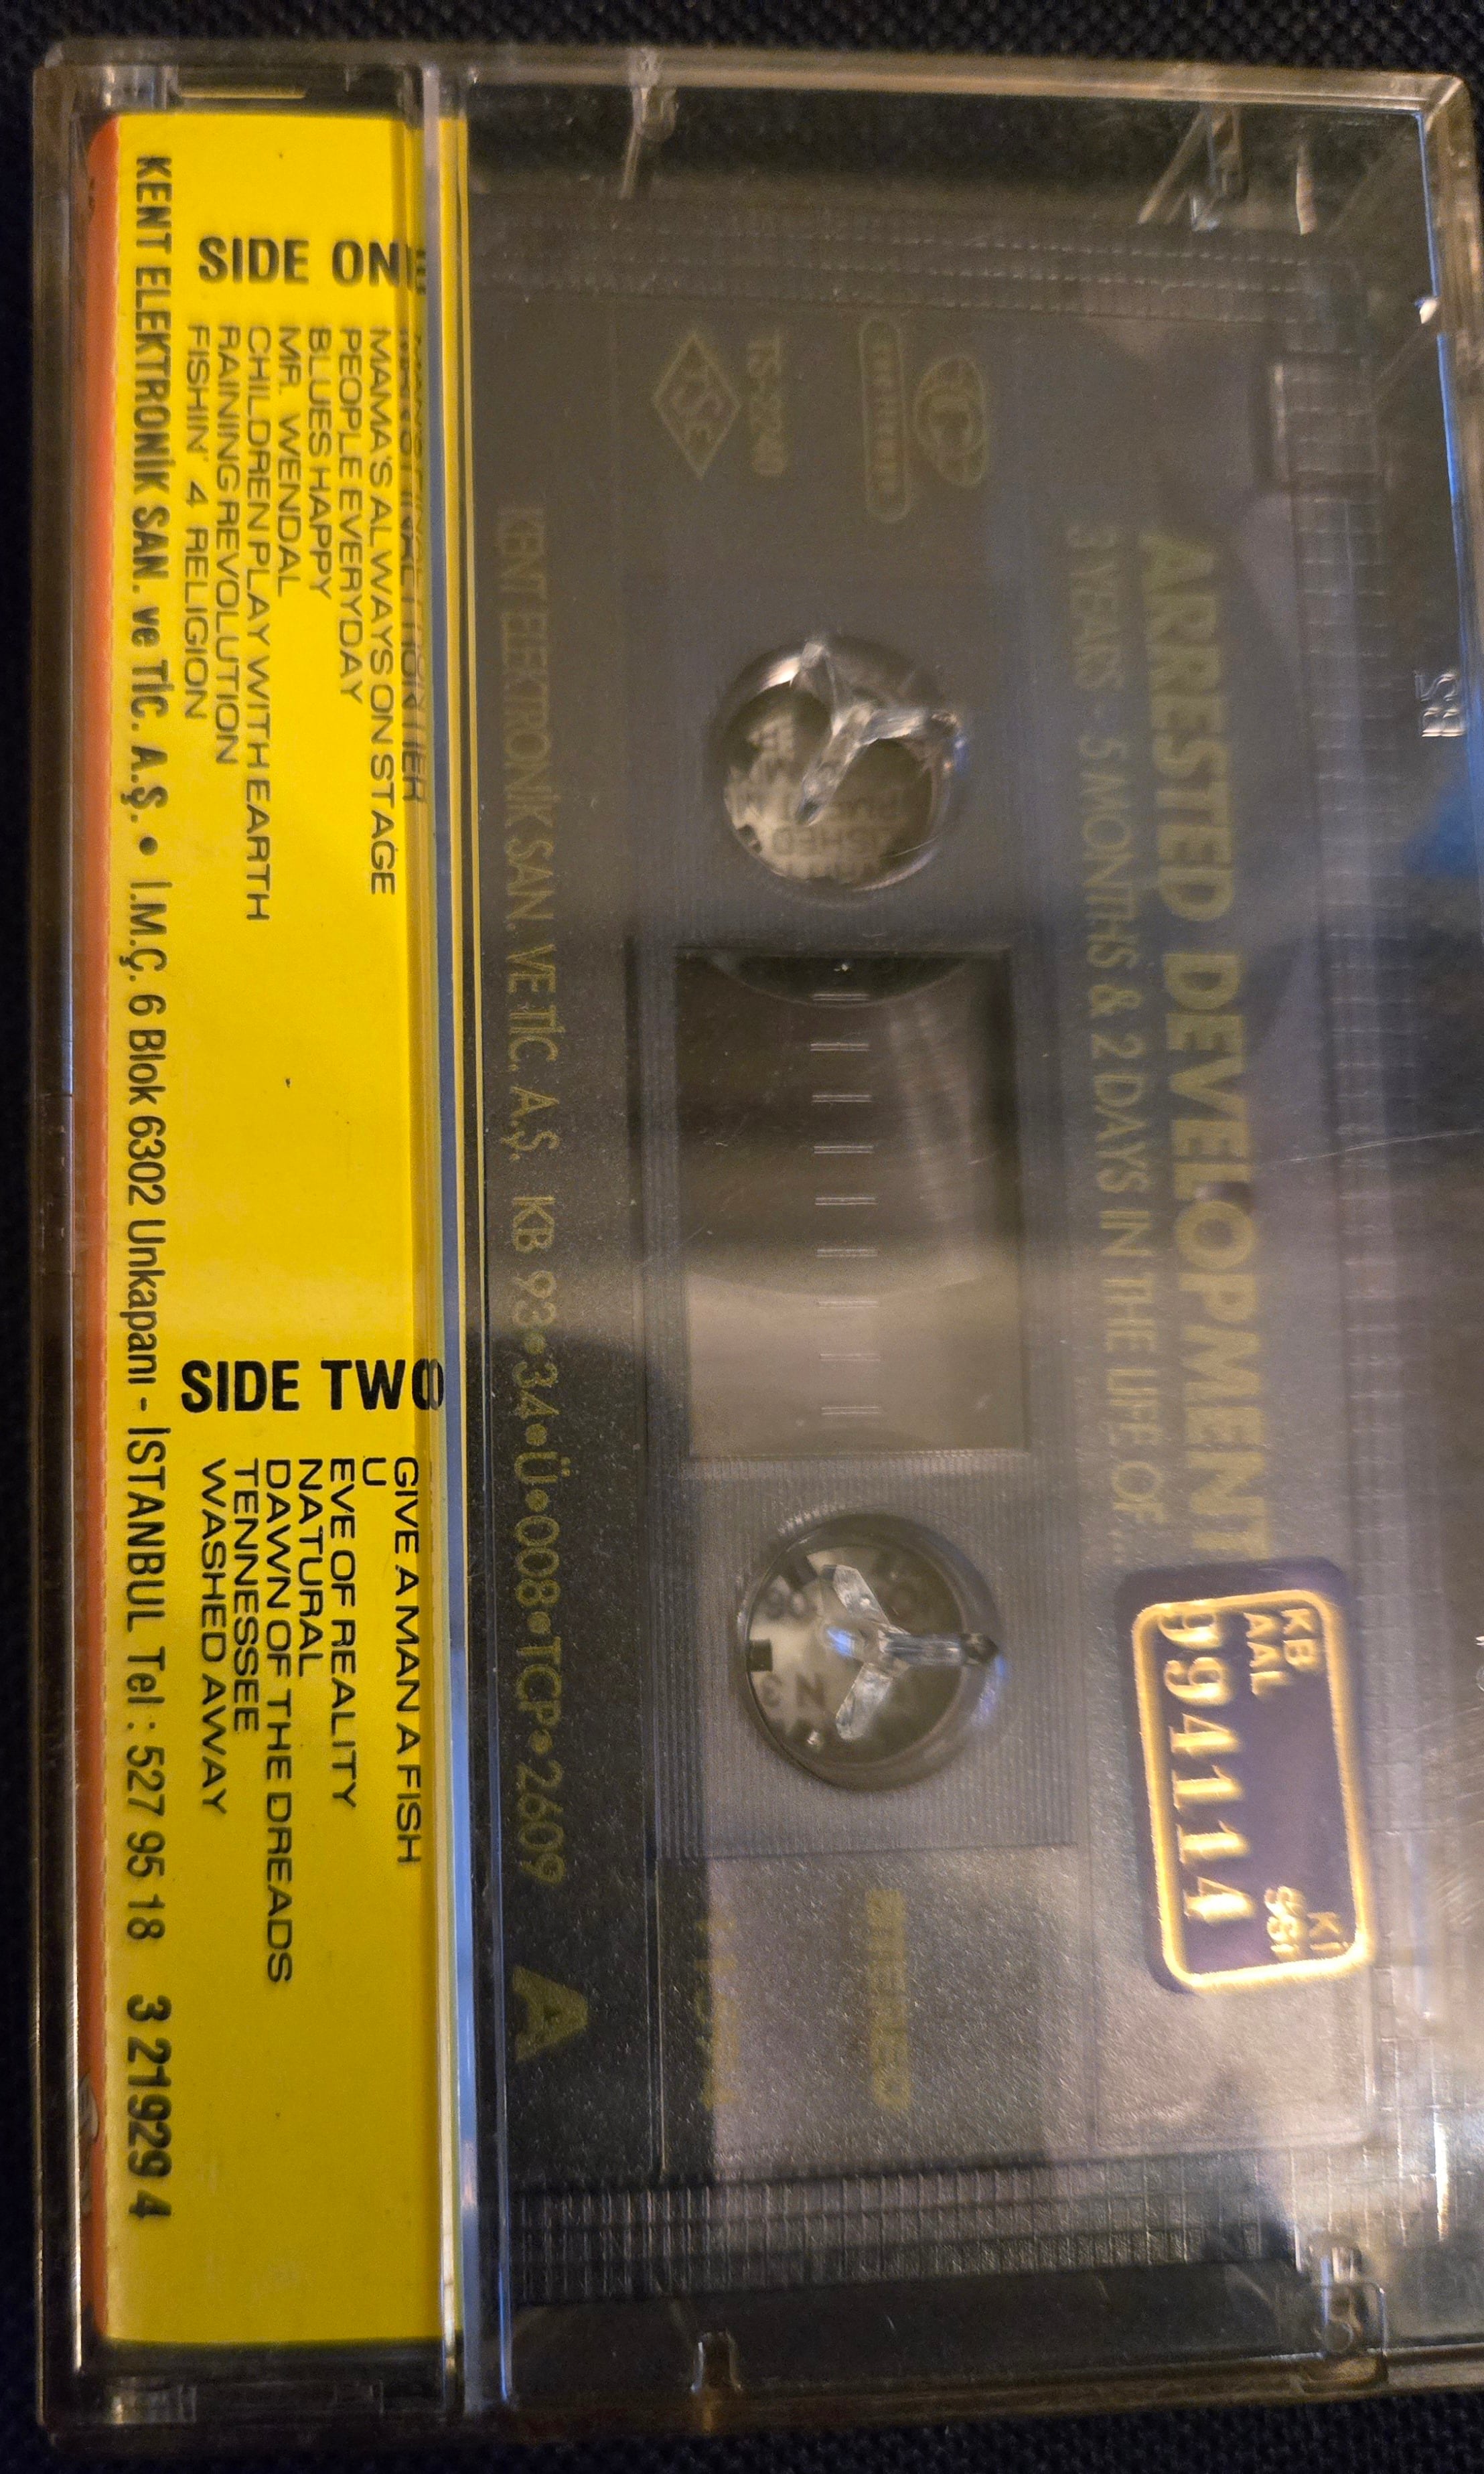 SIDE ONE
MAMA'S ALWAYS ON STAGE
PEOPLE EVERYDAY
BLUES HAPPY
MR. WENDAL
CHILDREN PLAY WITH EARTH
RAINING REVOLUTION
FISHIN' 4 RELIGION
SIDE TWO
GIVE A MAN A FISH
U
EVE OF REALITY
NATURAL
DAWN OF THE DREADS
TENNESSEE
WASHED AWAY
KENT ELEKTRONİK SAN. ve TİC. A.Ş. • İ.M.Ç. 6 Blok 6302 Unkapanı - İSTANBUL Tel : 527 95 18 3 21929 4
ARRESTED DEVELOPMENT
3 YEARS - 5 MONTHS & 2 DAYS IN THE LIFE OF...
KB
AAL
994114
TS-2240
TSE
STEREO
KENT ELEKTRONİK SAN. VE TİC. A.Ş. KB 93•34•Ü•008•TCP•2609
A